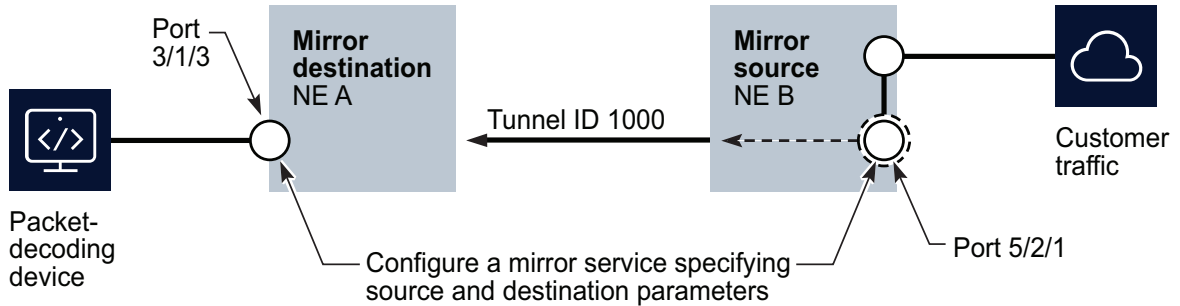 Port
3/1/3
Mirror
destination
NE A
Mirror
source
NE B
Tunnel ID 1000
Customer
traffic
Packet-
decoding
device
Port 5/2/1
Configure a mirror service specifying
source and destination parameters